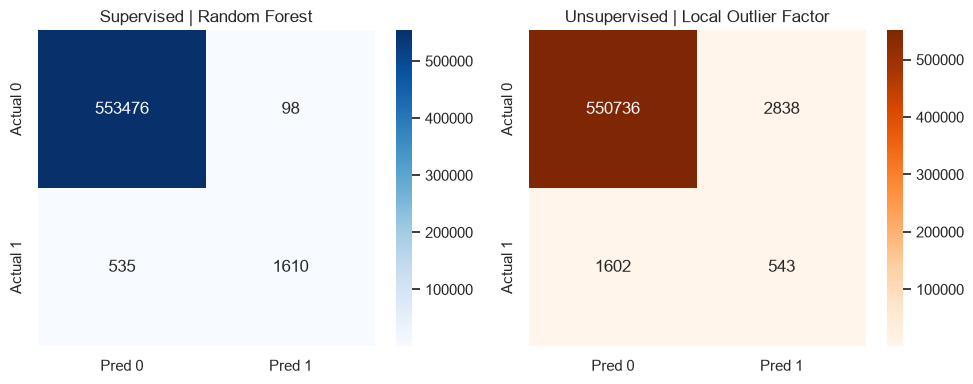 Supervised | Random Forest
Actual 0
553476
98
Actual 1
535
1610
Pred 0
Pred 1
500000
400000
300000
200000
100000
Unsupervised | Local Outlier Factor
Actual 0
550736
2838
Actual 1
1602
543
Pred 0
Pred 1
500000
400000
300000
200000
100000